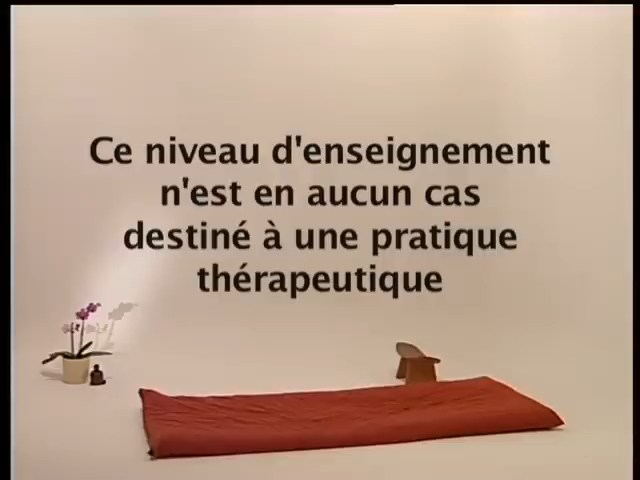 Ce niveau d'enseignement
n'est en aucun cas
destiné à une pratique
thérapeutique